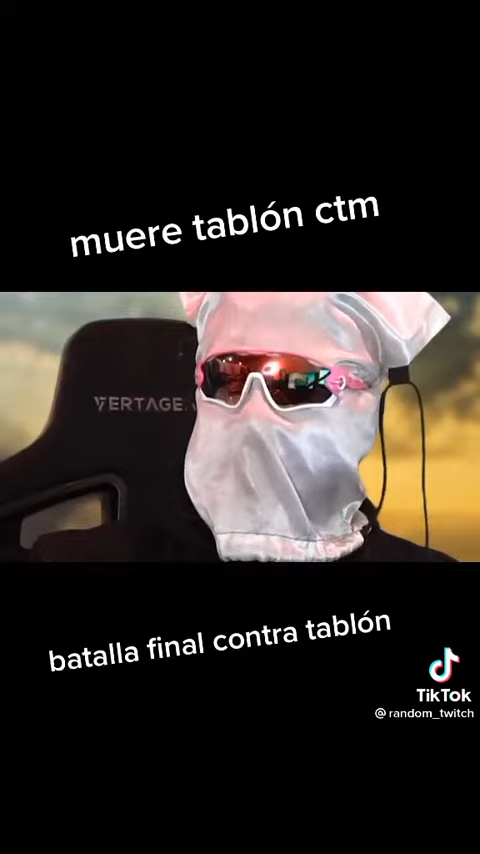 muere tablón ctm
VERTAGE
batalla final contra tablón
TikTok
@random_twitch